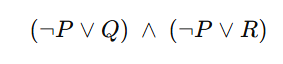 (¬P ∨ Q) ∧ (¬P ∨ R)